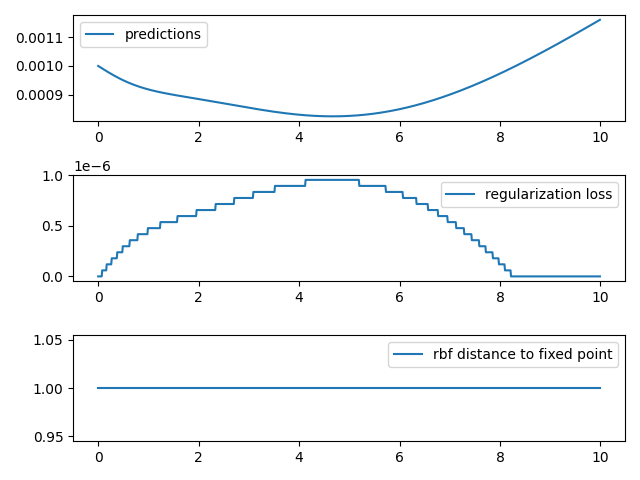 predictions
0.0011
0.0010
0.0009
0 2 4 6 8 10
1e−6
regularization loss
1.0
0.5
0.0
0 2 4 6 8 10
rbf distance to fixed point
1.05
1.00
0.95
0 2 4 6 8 10